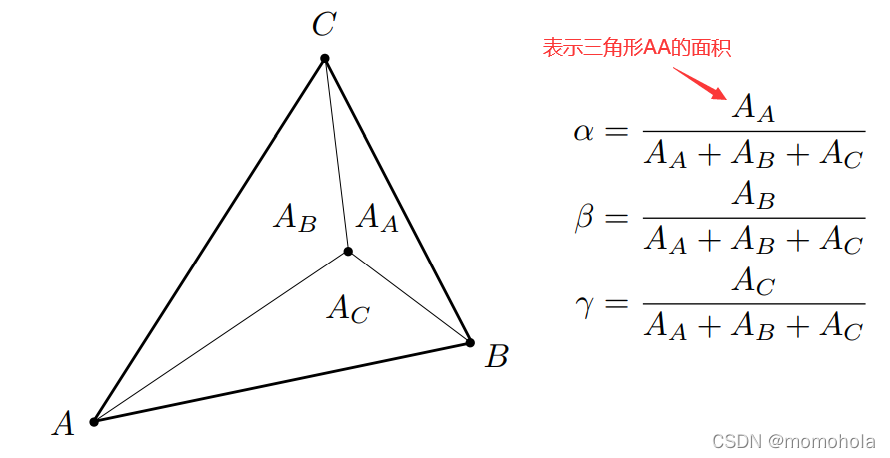 C
表示三角形AA的面积
α = A_A / (A_A + A_B + A_C)
A_B A_A
β = A_B / (A_A + A_B + A_C)
A_C
γ = A_C / (A_A + A_B + A_C)
B
A
CSDN @momohola